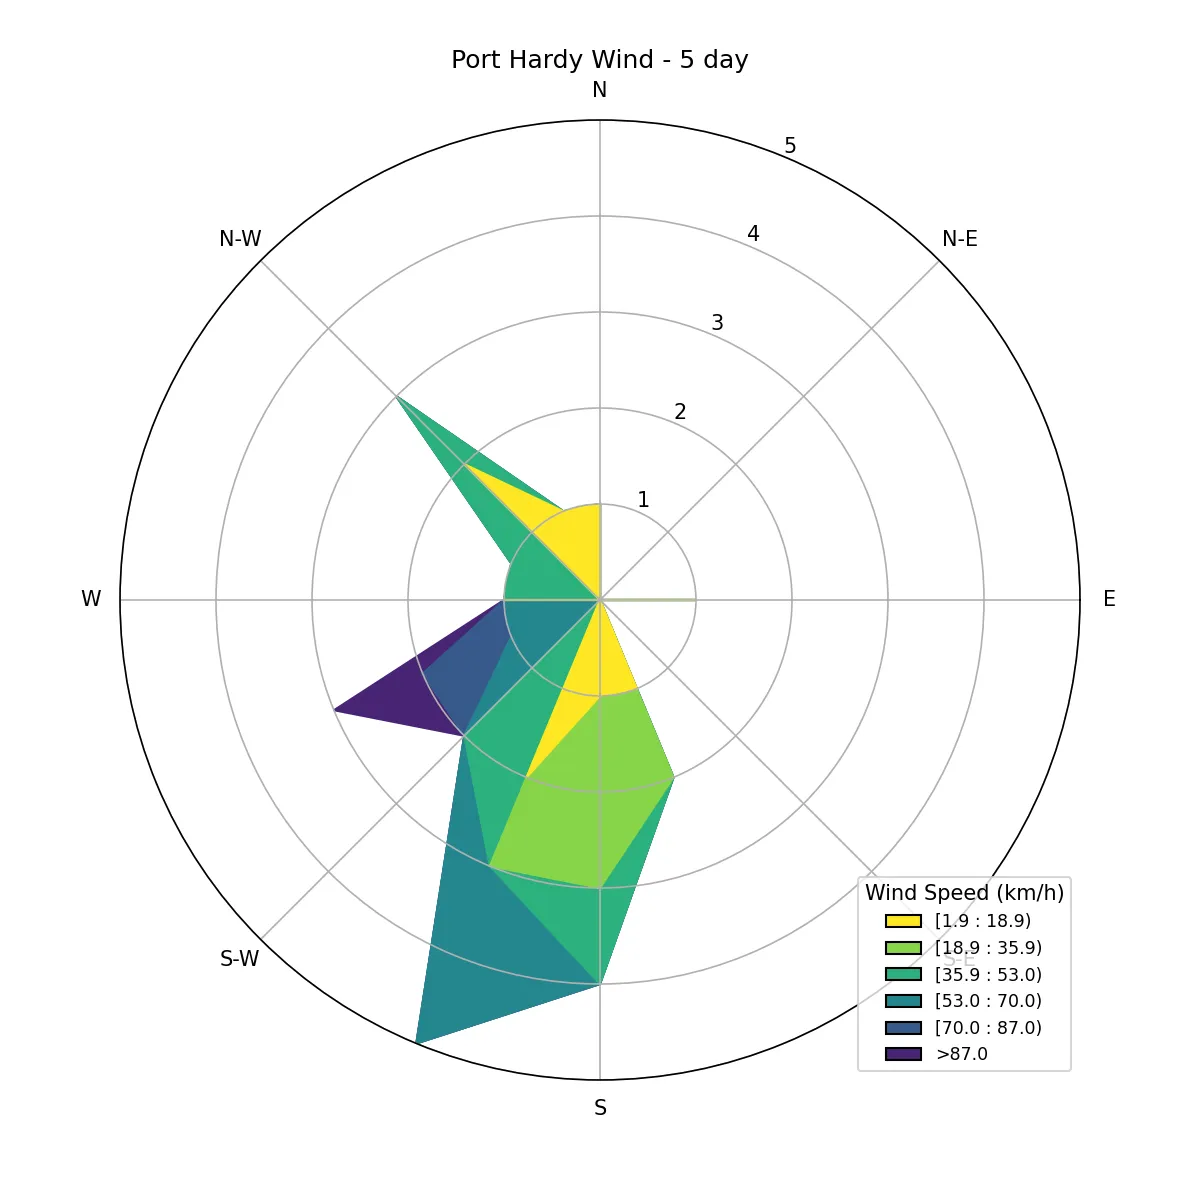 Port Hardy Wind - 5 day
N
5
N-W
N-E
4
3
2
1
W
E
S-W
S-E
S
Wind Speed (km/h)
[1.9 : 18.9)
[18.9 : 35.9)
[35.9 : 53.0)
[53.0 : 70.0)
[70.0 : 87.0)
>87.0